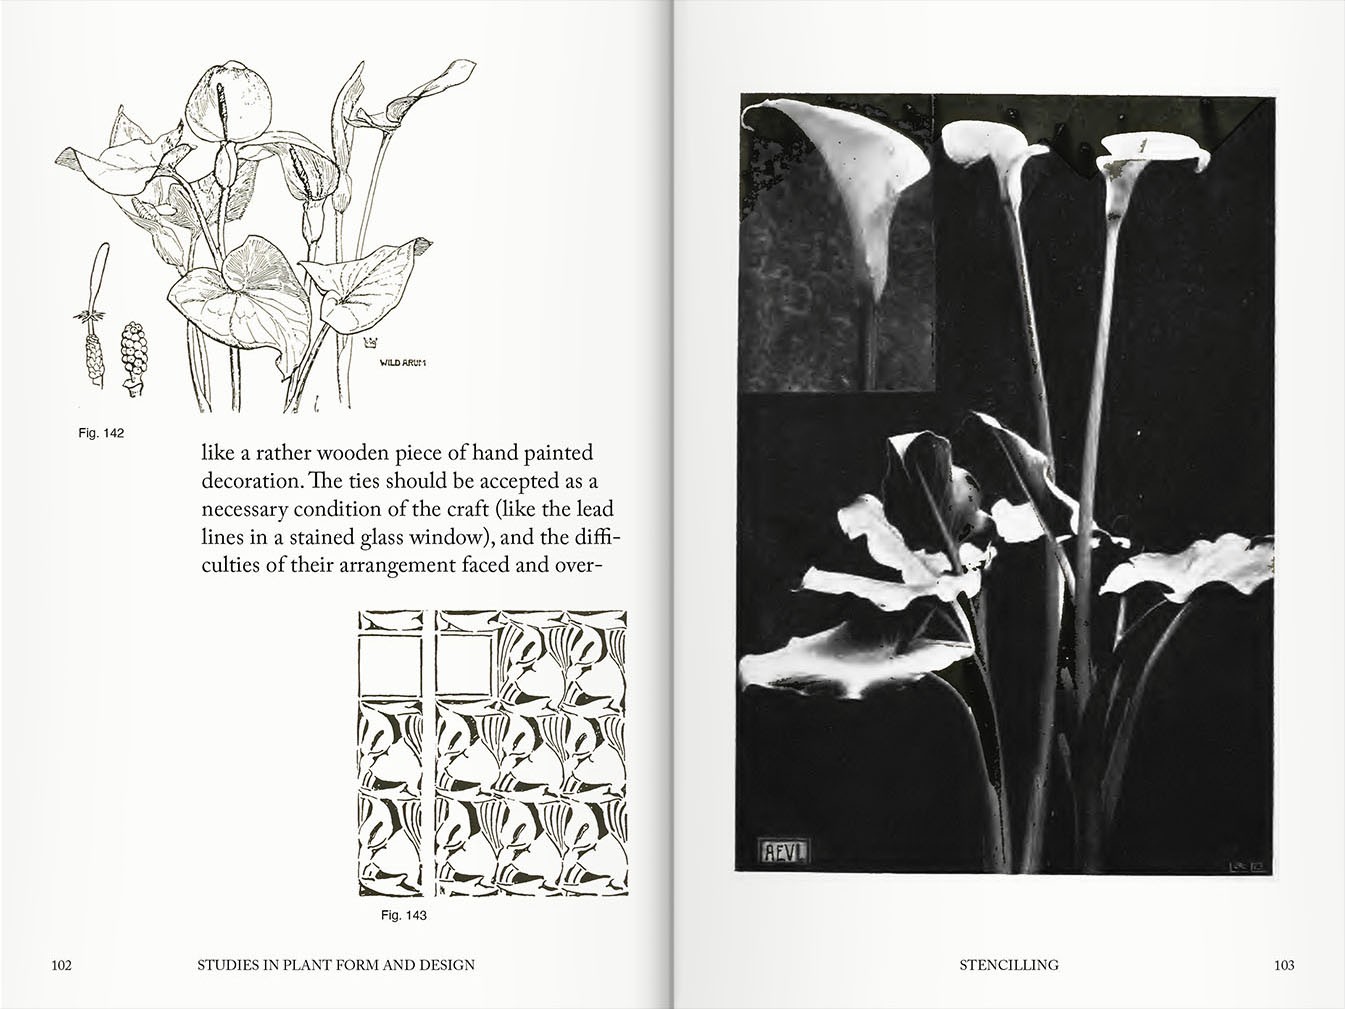 WILD ARUM
Fig. 142
like a rather wooden piece of hand painted
decoration. The ties should be accepted as a
necessary condition of the craft (like the lead
lines in a stained glass window), and the diffi-
culties of their arrangement faced and over-
Fig. 143
102
STUDIES IN PLANT FORM AND DESIGN
AEVL
STENCILLING
103